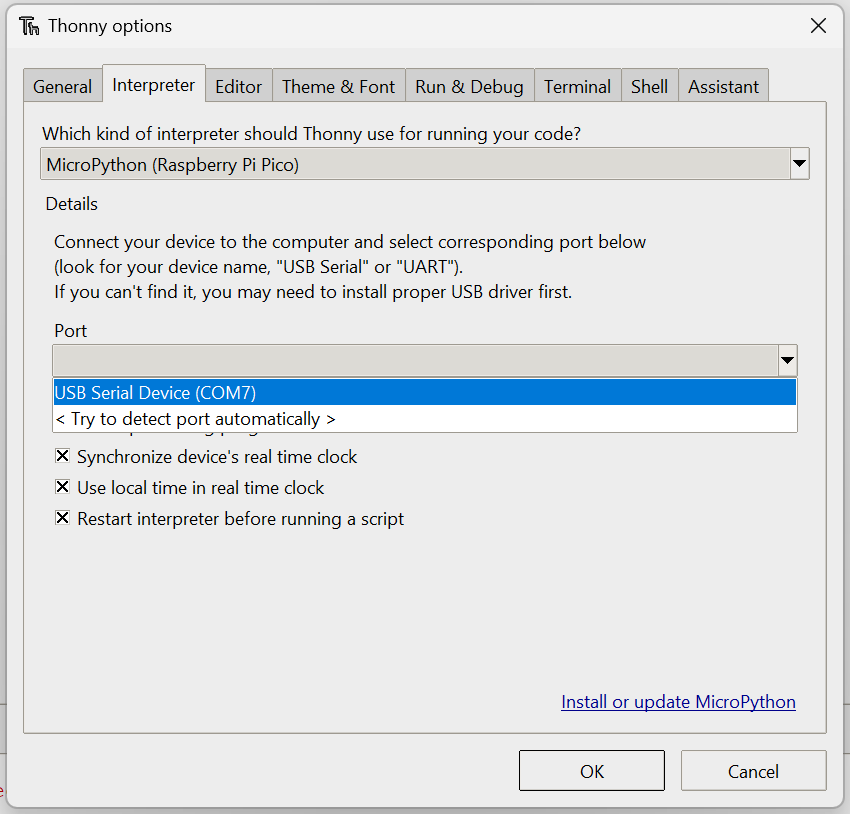 Thonny options
General Interpreter Editor Theme & Font Run & Debug Terminal Shell Assistant
Which kind of interpreter should Thonny use for running your code?
MicroPython (Raspberry Pi Pico)
Details
Connect your device to the computer and select corresponding port below
(look for your device name, "USB Serial" or "UART").
If you can't find it, you may need to install proper USB driver first.
Port
USB Serial Device (COM7)
< Try to detect port automatically >
Synchronize device's real time clock
Use local time in real time clock
Restart interpreter before running a script
Install or update MicroPython
OK Cancel